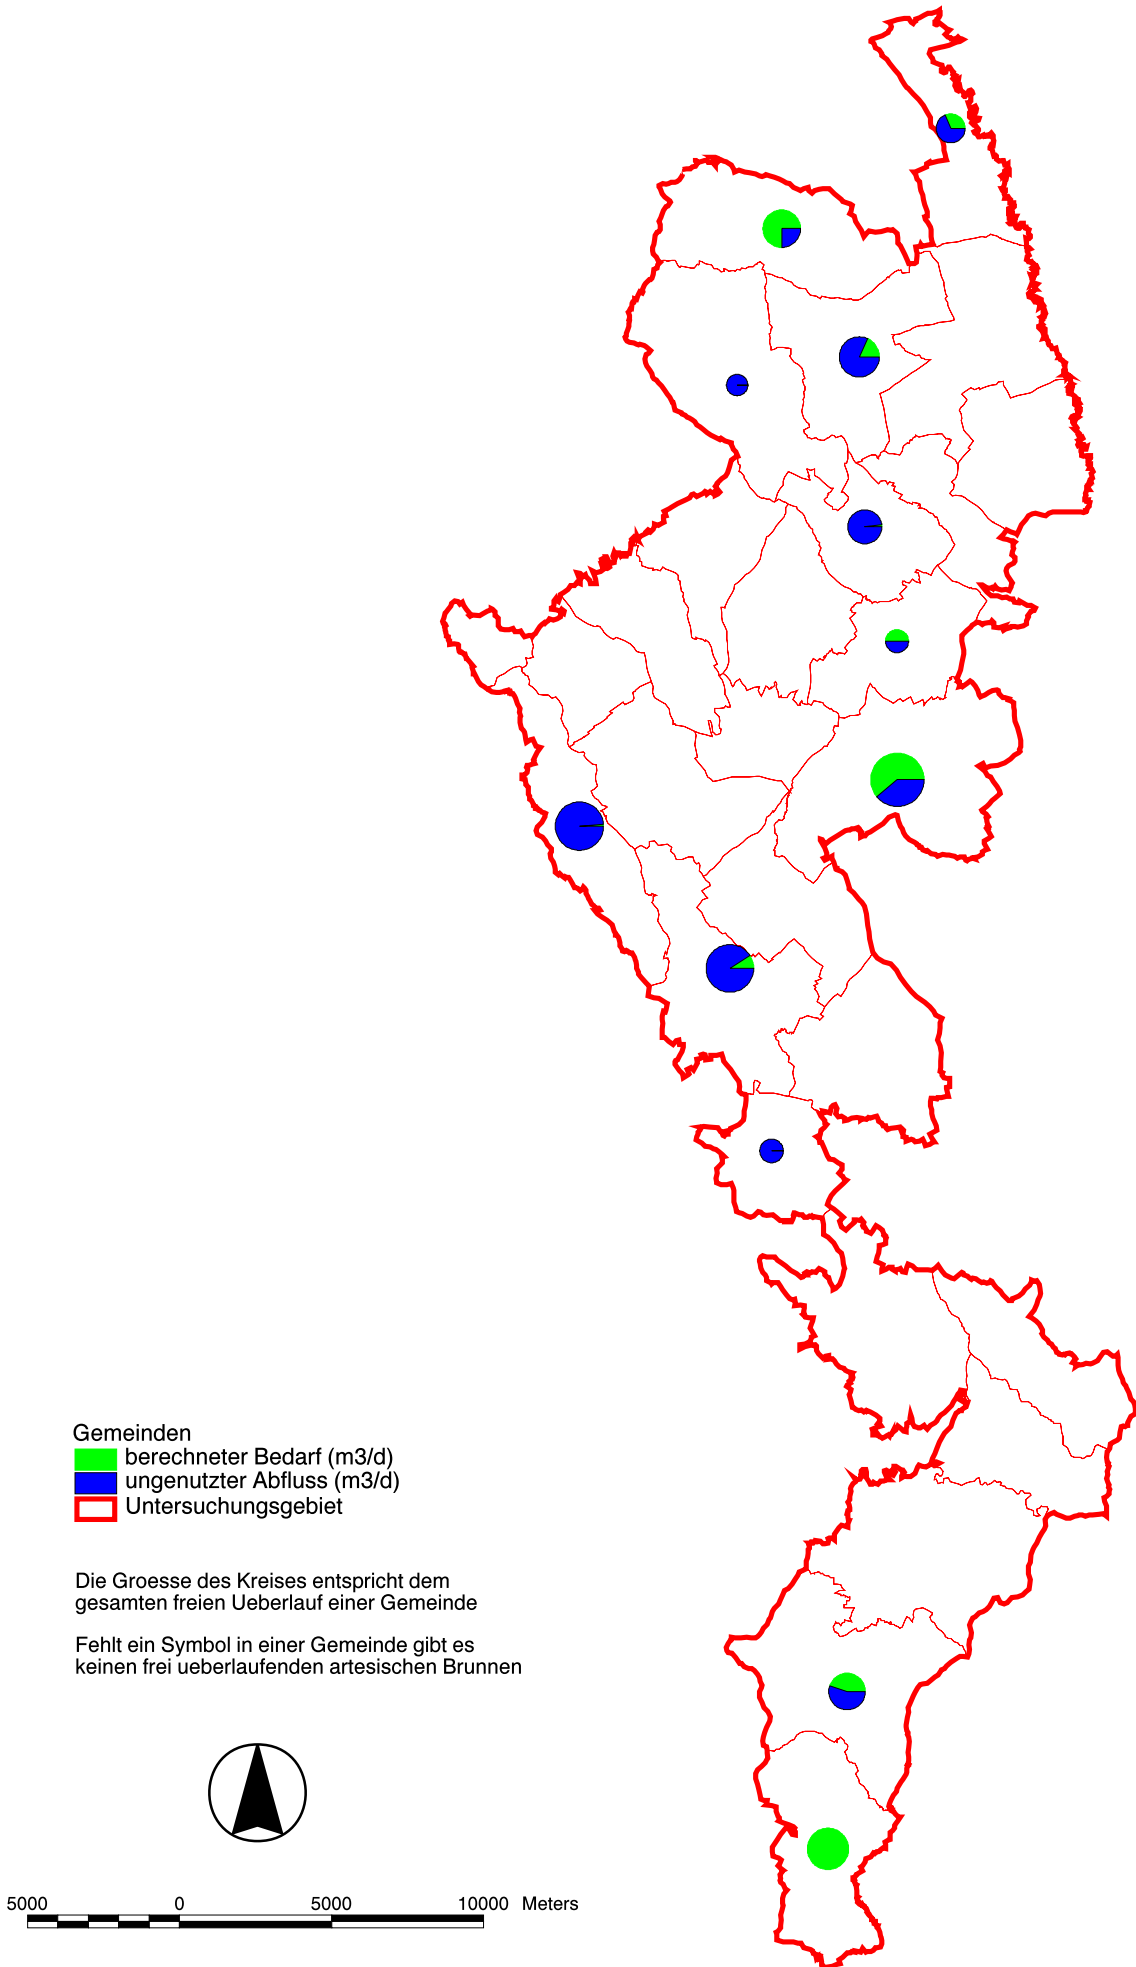 Gemeinden
berechneter Bedarf (m3/d)
ungenutzter Abfluss (m3/d)
Untersuchungsgebiet
Die Groesse des Kreises entspricht dem
gesamten freien Ueberlauf einer Gemeinde
Fehlt ein Symbol in einer Gemeinde gibt es
keinen frei ueberlaufenden artesischen Brunnen
5000 0 5000 10000 Meters